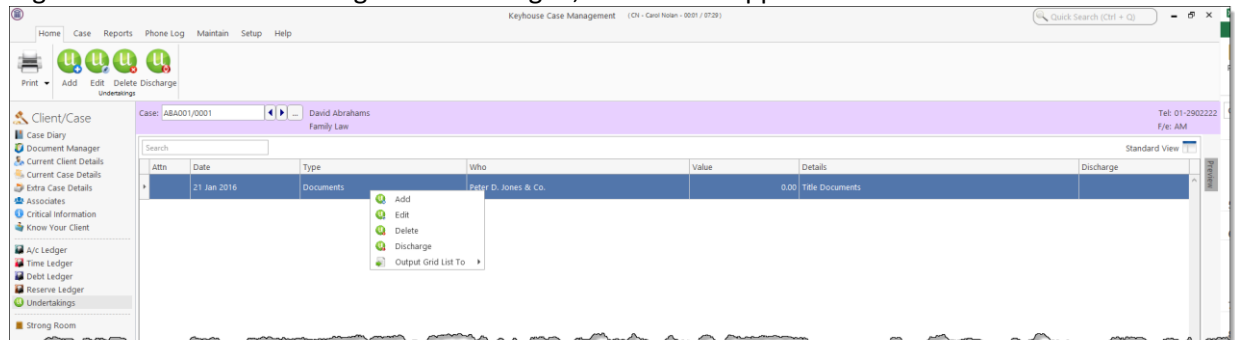 Keyhouse Case Management (CN - Carol Nolan - 00:01 / 07:29)
Quick Search (Ctrl + Q)
Home Case Reports Phone Log Maintain Setup Help
Print Add Edit Delete Discharge
Undertakings
Client/Case
Case Diary
Document Manager
Current Client Details
Current Case Details
Extra Case Details
Associates
Critical Information
Know Your Client
A/c Ledger
Time Ledger
Debt Ledger
Reserve Ledger
Undertakings
Strong Room
Case: ABA001/0001 ... David Abrahams Tel: 01-2902222
Family Law F/e: AM
Search Standard View
Attn Date Type Who Value Details Discharge
21 Jan 2016 Documents Peter D. Jones & Co. 0.00 Title Documents
Add
Edit
Delete
Discharge
Output Grid List To
Preview